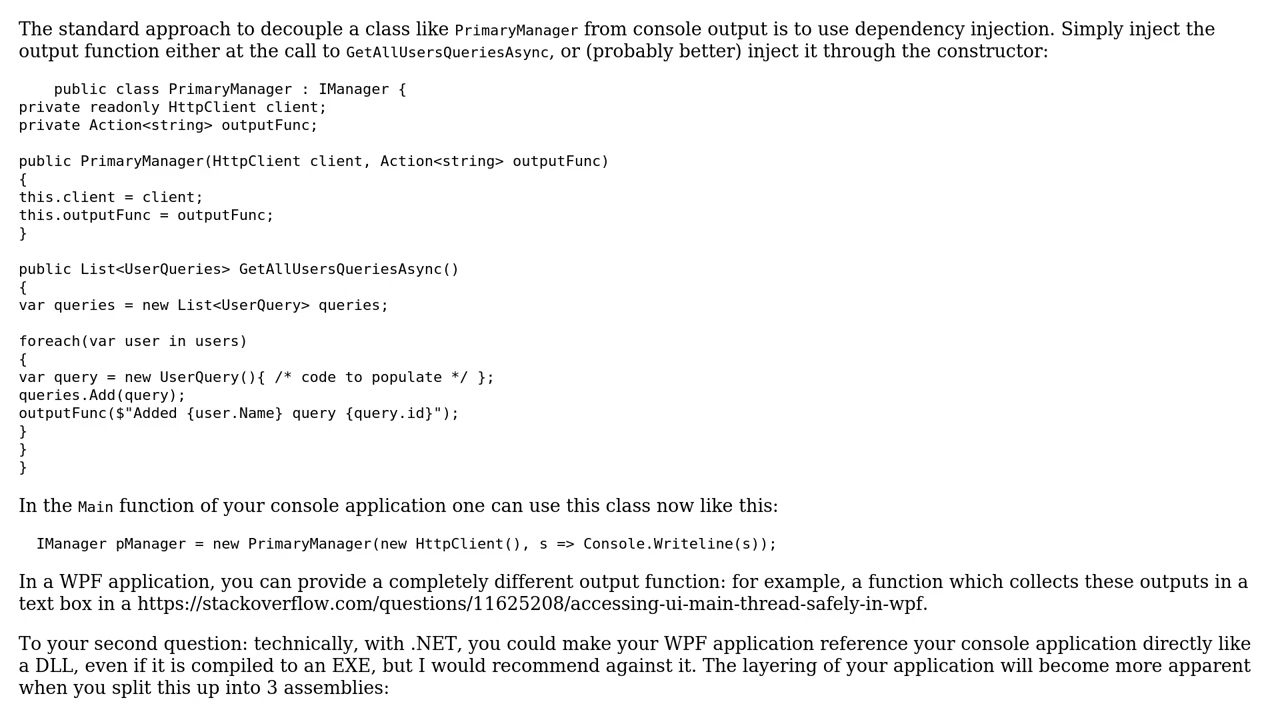 The standard approach to decouple a class like PrimaryManager from console output is to use dependency injection. Simply inject the
output function either at the call to GetAllUsersQueriesAsync, or (probably better) inject it through the constructor:
    public class PrimaryManager : IManager {
private readonly HttpClient client;
private Action<string> outputFunc;

public PrimaryManager(HttpClient client, Action<string> outputFunc)
{
this.client = client;
this.outputFunc = outputFunc;
}

public List<UserQueries> GetAllUsersQueriesAsync()
{
var queries = new List<UserQuery> queries;

foreach(var user in users)
{
var query = new UserQuery(){ /* code to populate */ };
queries.Add(query);
outputFunc($"Added {user.Name} query {query.id}");
}
}
}
In the Main function of your console application one can use this class now like this:
  IManager pManager = new PrimaryManager(new HttpClient(), s => Console.Writeline(s));
In a WPF application, you can provide a completely different output function: for example, a function which collects these outputs in a
text box in a https://stackoverflow.com/questions/11625208/accessing-ui-main-thread-safely-in-wpf.
To your second question: technically, with .NET, you could make your WPF application reference your console application directly like
a DLL, even if it is compiled to an EXE, but I would recommend against it. The layering of your application will become more apparent
when you split this up into 3 assemblies: